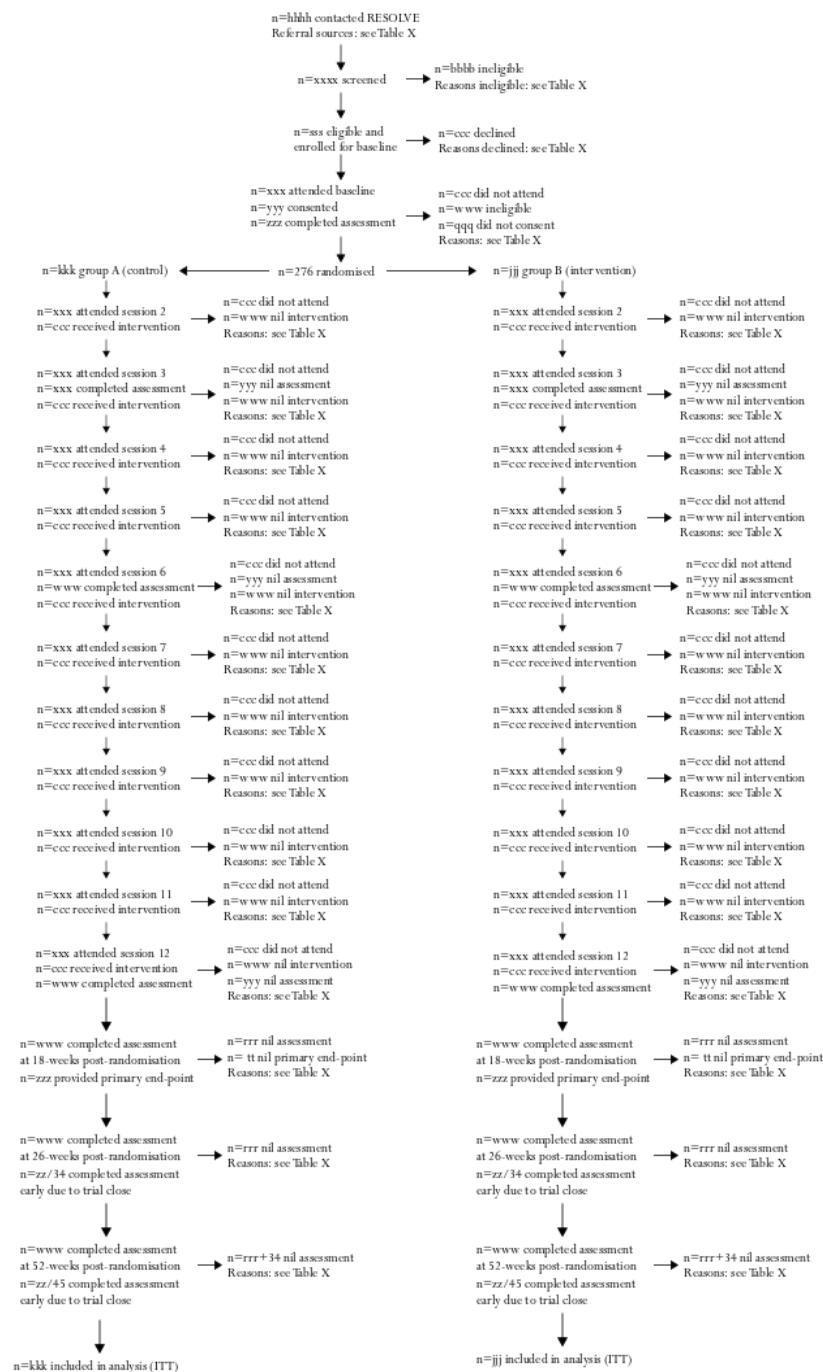 n=hhhh contacted RESOLVE
Referral sources: see Table X
n=xxxx screened
n=bbbb ineligible
Reasons ineligible: see Table X
n=sss eligible and
enrolled for baseline
n=ccc declined
Reasons declined: see Table X
n=xxx attended baseline
n=yyy consented
n=zzz completed assessment
n=ccc did not attend
n=www ineligible
n=qqq did not consent
Reasons: see Table X
n=kkk group A (control)
n=276 randomised
n=jjj group B (intervention)
n=xxx attended session 2
n=ccc received intervention
n=ccc did not attend
n=www nil intervention
Reasons: see Table X
n=xxx attended session 3
n=xxx completed assessment
n=ccc received intervention
n=ccc did not attend
n=yyy nil assessment
n=www nil intervention
Reasons: see Table X
n=xxx attended session 4
n=ccc received intervention
n=ccc did not attend
n=www nil intervention
Reasons: see Table X
n=xxx attended session 5
n=ccc received intervention
n=ccc did not attend
n=www nil intervention
Reasons: see Table X
n=xxx attended session 6
n=www completed assessment
n=ccc received intervention
n=ccc did not attend
n=yyy nil assessment
n=www nil intervention
Reasons: see Table X
n=xxx attended session 7
n=ccc received intervention
n=ccc did not attend
n=www nil intervention
Reasons: see Table X
n=xxx attended session 8
n=ccc received intervention
n=ccc did not attend
n=www nil intervention
Reasons: see Table X
n=xxx attended session 9
n=ccc received intervention
n=ccc did not attend
n=www nil intervention
Reasons: see Table X
n=xxx attended session 10
n=ccc received intervention
n=ccc did not attend
n=www nil intervention
Reasons: see Table X
n=xxx attended session 11
n=ccc received intervention
n=ccc did not attend
n=www nil intervention
Reasons: see Table X
n=xxx attended session 12
n=ccc received intervention
n=www completed assessment
n=ccc did not attend
n=www nil intervention
n=yyy nil assessment
Reasons: see Table X
n=www completed assessment
at 18-weeks post-randomisation
n=zzz provided primary end-point
n=rrr nil assessment
n= tt nil primary end-point
Reasons: see Table X
n=www completed assessment
at 26-weeks post-randomisation
n=zz/34 completed assessment
early due to trial close
n=rrr nil assessment
Reasons: see Table X
n=www completed assessment
at 52-weeks post-randomisation
n=zz/45 completed assessment
early due to trial close
n=rrr+34 nil assessment
Reasons: see Table X
n=kkk included in analysis (ITT)
n=xxx attended session 2
n=ccc received intervention
n=ccc did not attend
n=www nil intervention
Reasons: see Table X
n=xxx attended session 3
n=xxx completed assessment
n=ccc received intervention
n=ccc did not attend
n=yyy nil assessment
n=www nil intervention
Reasons: see Table X
n=xxx attended session 4
n=ccc received intervention
n=ccc did not attend
n=www nil intervention
Reasons: see Table X
n=xxx attended session 5
n=ccc received intervention
n=ccc did not attend
n=www nil intervention
Reasons: see Table X
n=xxx attended session 6
n=www completed assessment
n=ccc received intervention
n=ccc did not attend
n=yyy nil assessment
n=www nil intervention
Reasons: see Table X
n=xxx attended session 7
n=ccc received intervention
n=ccc did not attend
n=www nil intervention
Reasons: see Table X
n=xxx attended session 8
n=ccc received intervention
n=ccc did not attend
n=www nil intervention
Reasons: see Table X
n=xxx attended session 9
n=ccc received intervention
n=ccc did not attend
n=www nil intervention
Reasons: see Table X
n=xxx attended session 10
n=ccc received intervention
n=ccc did not attend
n=www nil intervention
Reasons: see Table X
n=xxx attended session 11
n=ccc received intervention
n=ccc did not attend
n=www nil intervention
Reasons: see Table X
n=xxx attended session 12
n=ccc received intervention
n=www completed assessment
n=ccc did not attend
n=www nil intervention
n=yyy nil assessment
Reasons: see Table X
n=www completed assessment
at 18-weeks post-randomisation
n=zzz provided primary end-point
n=rrr nil assessment
n= tt nil primary end-point
Reasons: see Table X
n=www completed assessment
at 26-weeks post-randomisation
n=zz/34 completed assessment
early due to trial close
n=rrr nil assessment
Reasons: see Table X
n=www completed assessment
at 52-weeks post-randomisation
n=zz/45 completed assessment
early due to trial close
n=rrr+34 nil assessment
Reasons: see Table X
n=jjj included in analysis (ITT)